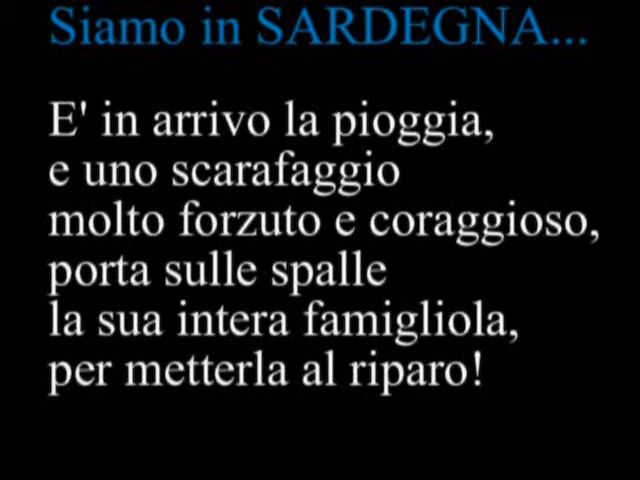 Siamo in SARDEGNA...
E' in arrivo la pioggia,
e uno scarafaggio
molto forzuto e coraggioso,
porta sulle spalle
la sua intera famigliola,
per metterla al riparo!